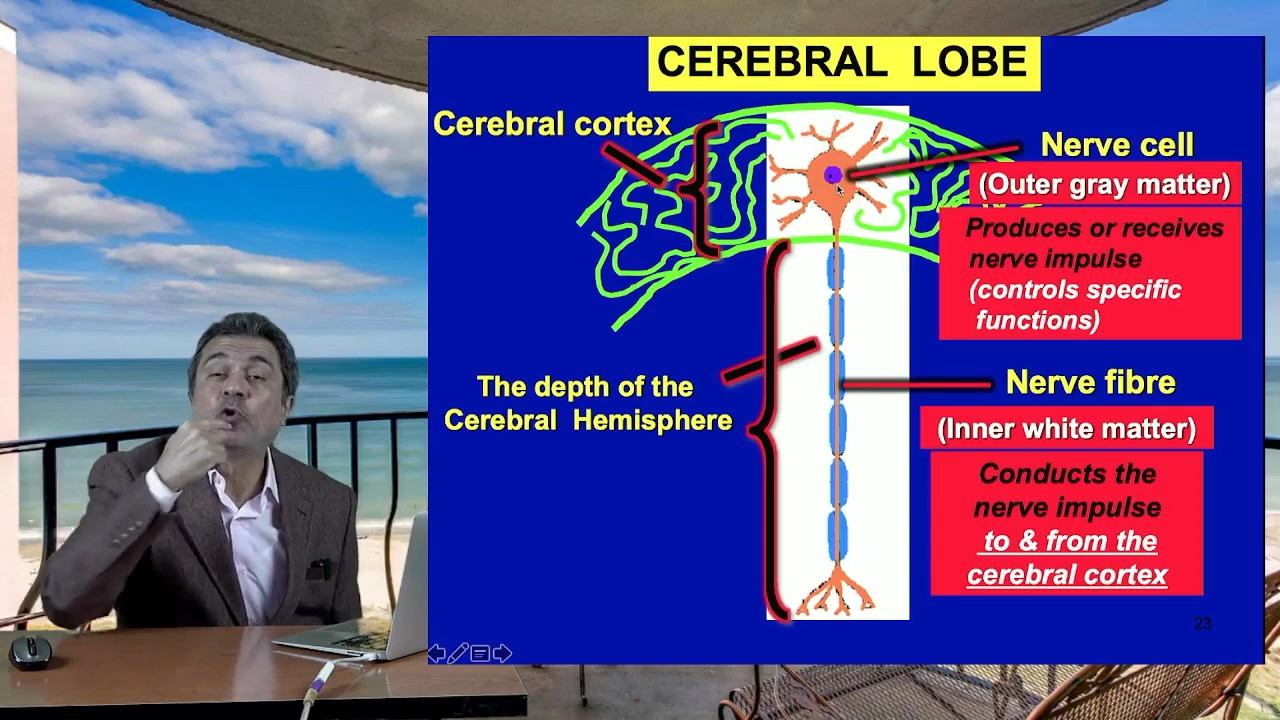 CEREBRAL LOBE
Cerebral cortex
Nerve cell
(Outer gray matter)
Produces or receives
nerve impulse
(controls specific
functions)
The depth of the
Cerebral Hemisphere
Nerve fibre
(Inner white matter)
Conducts the
nerve impulse
to & from the
cerebral cortex
23